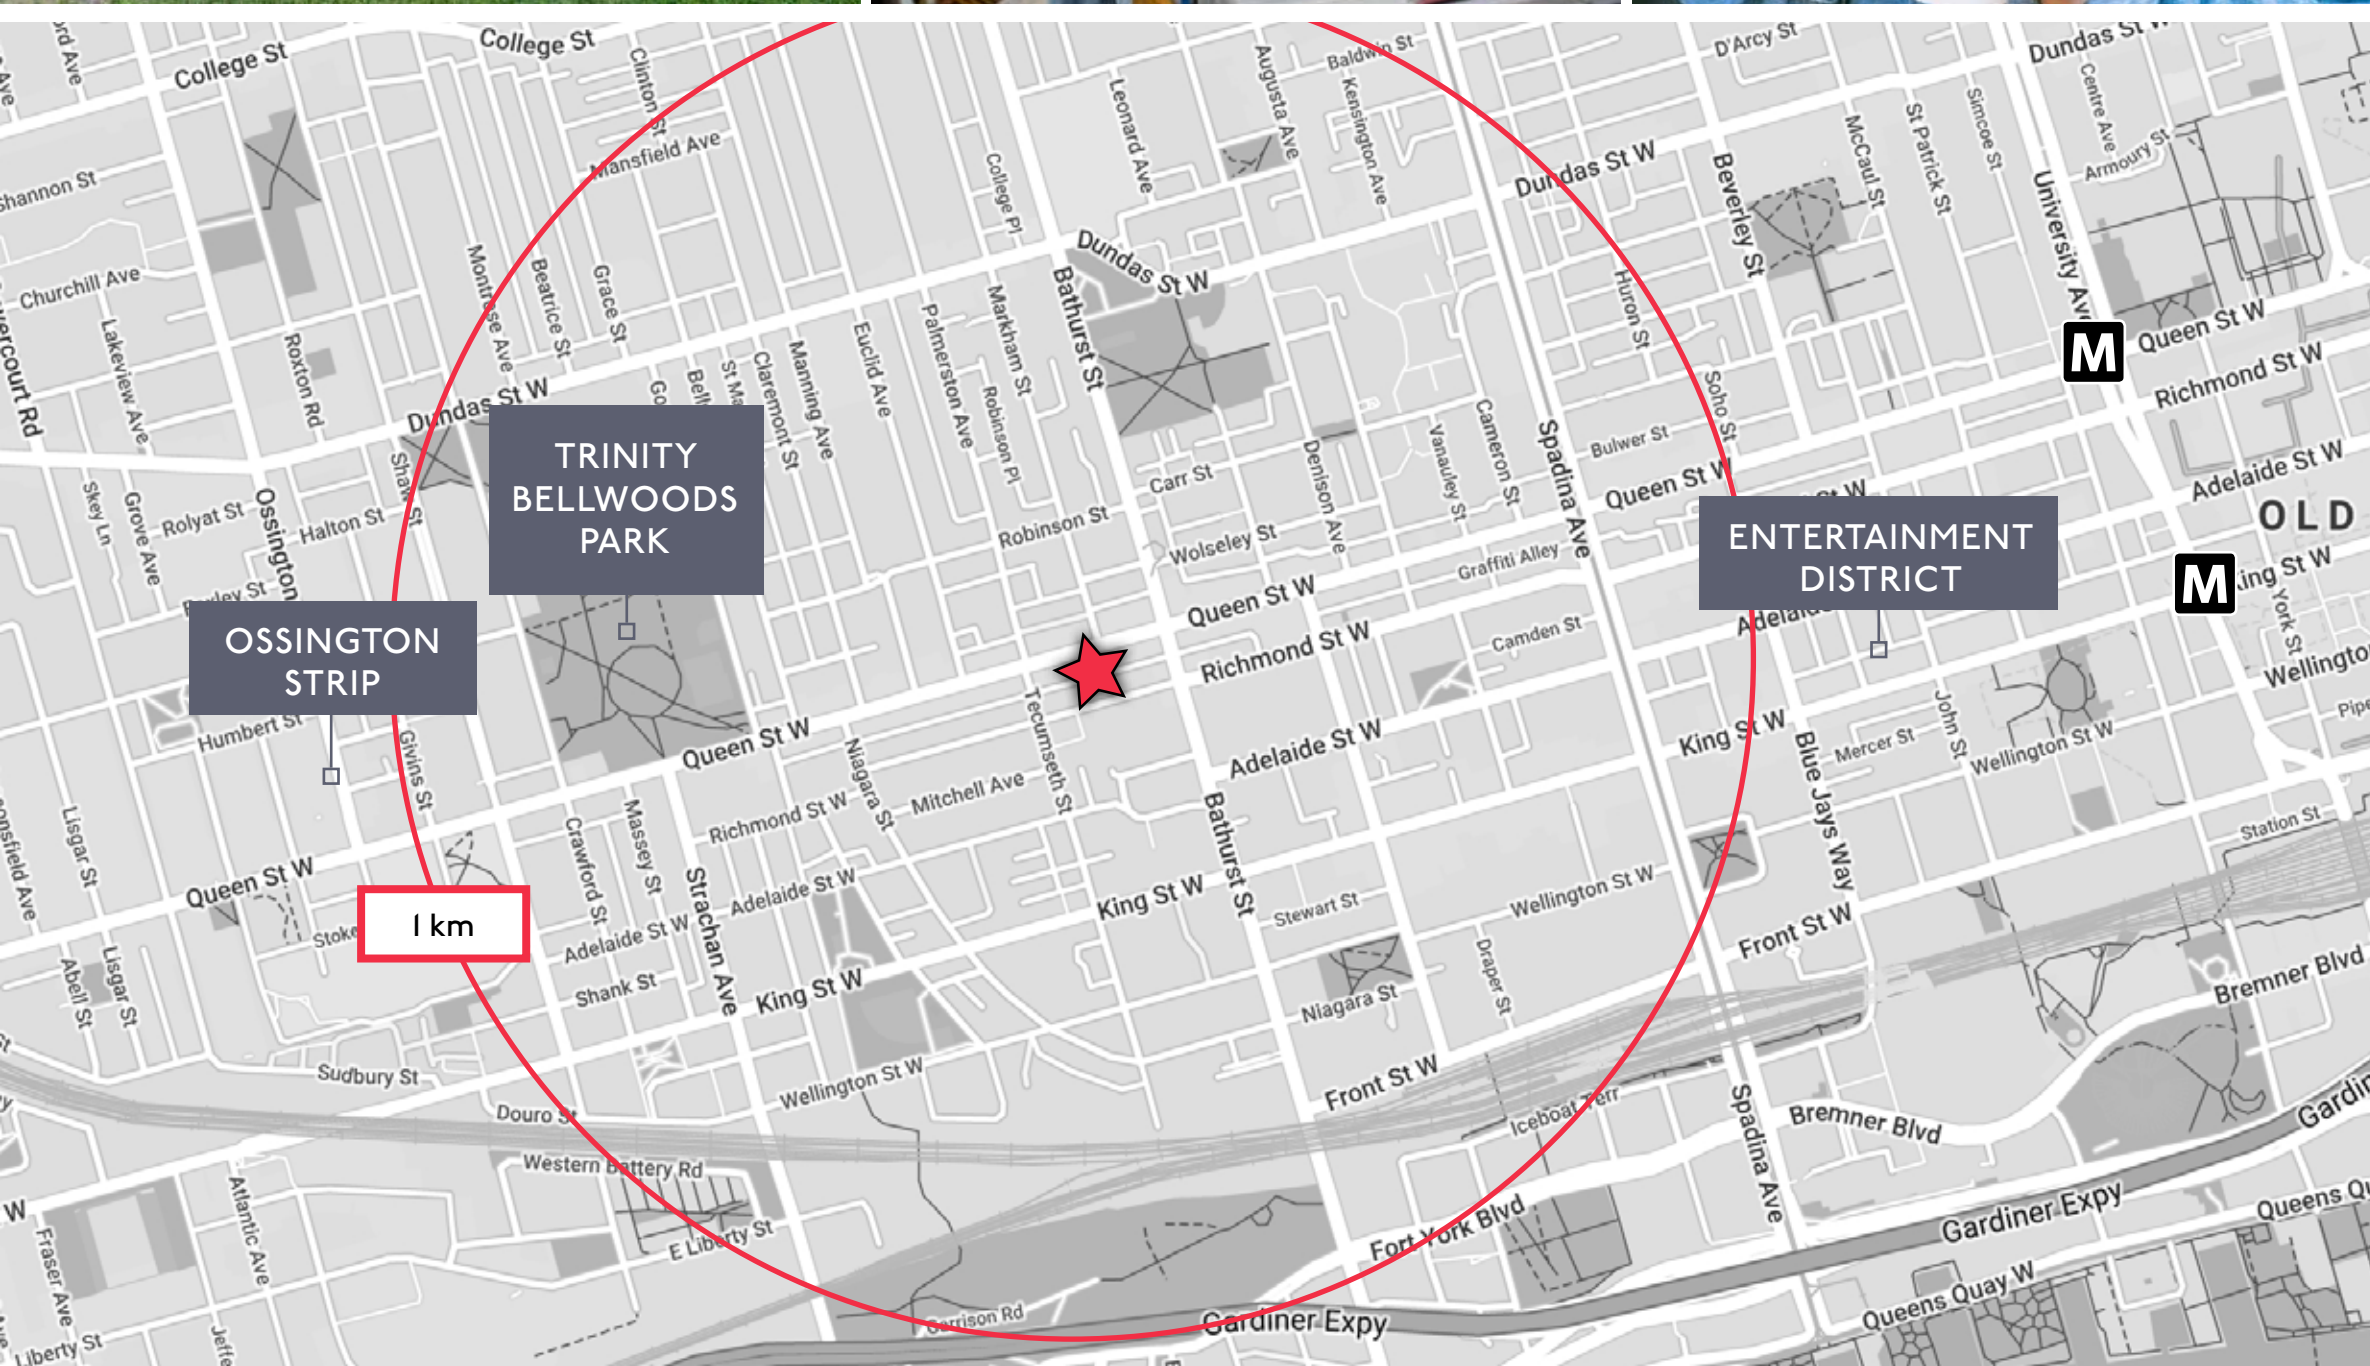 College St
College St
Clinton St
Mansfield Ave
Shannon St
Churchill Ave
Lakeview Ave
Roxton Rd
Montrose Ave
Beatrice St
Grace St
Dundas St W
Shaw St
Skey Ln
Grove Ave
Rolyat St
Halton St
Ossington
TRINITY
BELLWOODS
PARK
Claremont St
Manning Ave
Euclid Ave
Palmerston Ave
Markham St
Robinson Pl
College Pl
Leonard Ave
Augusta Ave
Baldwin St
Kensington Ave
Dundas St W
Bathurst St
Dundas St W
D'Arcy St
Beverley St
McCaul St
St Patrick St
Simcoe St
Dundas St W
Centre Ave
Armoury St
University Ave
M
Queen St W
Richmond St W
Adelaide St W
OLD
M
King St W
York St
Huron St
Soho St
Bulwer St
Queen St W
Spadina Ave
Cameron St
Vanauley St
Denison Ave
Carr St
Robinson St
Wolseley St
Graffiti Alley
Queen St W
Richmond St W
Camden St
ENTERTAINMENT
DISTRICT
OSSINGTON
STRIP
Humbert St
Givins St
Queen St W
Niagara St
Tecumseth St
Mitchell Ave
Richmond St W
Adelaide St W
King St W
Mercer St
John St
Wellington St W
Blue Jays Way
Station St
Lisgar St
Queen St W
1 km
Crawford St
Massey St
Strachan Ave
Adelaide St W
Adelaide St W
Shank St
King St W
King St W
Bathurst St
Stewart St
Wellington St W
Draper St
Niagara St
Front St W
Bremner Blvd
Abell St
Lisgar St
Sudbury St
Douro St
Wellington St W
Front St W
Iceboat Terr
Spadina Ave
Bremner Blvd
Western Battery Rd
E Liberty St
Atlantic Ave
Fraser Ave
Liberty St
Fort York Blvd
Garrison Rd
Gardiner Expy
Gardiner Expy
Queens Quay W